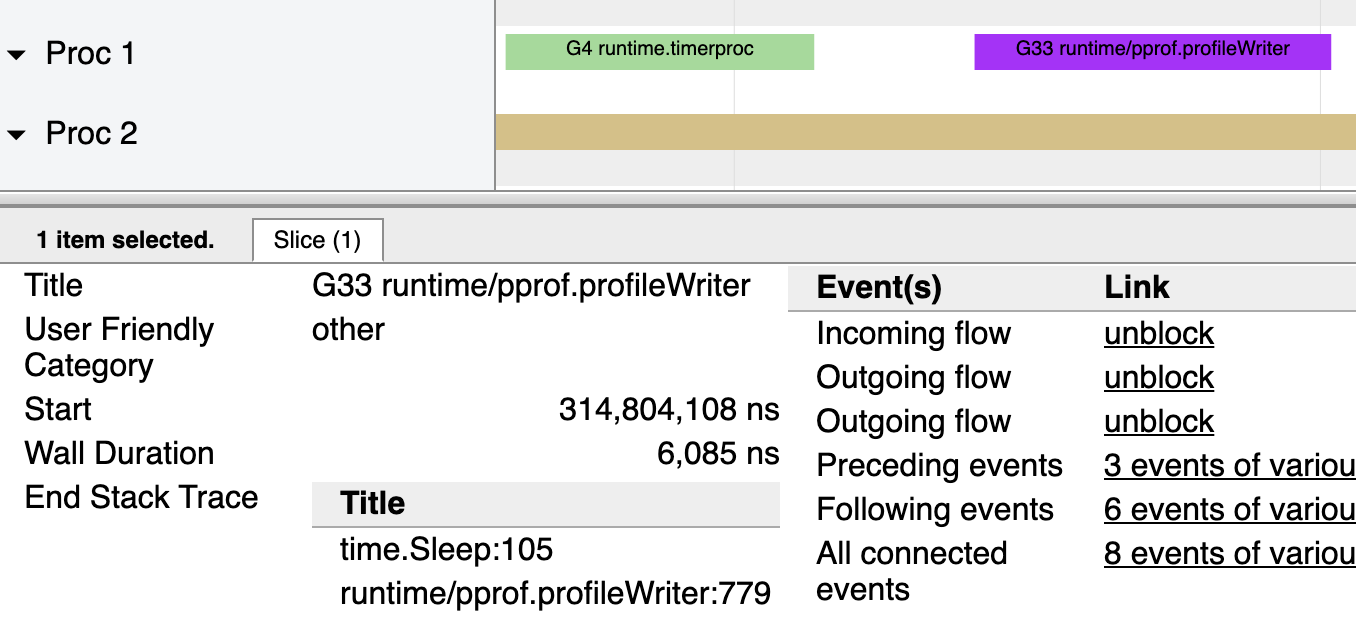 Proc 1
G4 runtime.timerproc
G33 runtime/pprof.profileWriter
Proc 2
1 item selected.
Slice (1)
Title
G33 runtime/pprof.profileWriter
User Friendly
Category
other
Start
314,804,108 ns
Wall Duration
6,085 ns
End Stack Trace
Title
time.Sleep:105
runtime/pprof.profileWriter:779
Event(s) Link
Incoming flow unblock
Outgoing flow unblock
Outgoing flow unblock
Preceding events 3 events of variou
Following events 6 events of variou
All connected
events
8 events of variou